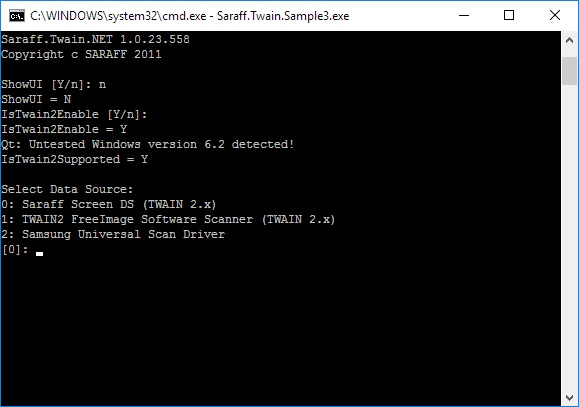 C:\WINDOWS\system32\cmd.exe - Saraff.Twain.Sample3.exe
Saraff.Twain.NET 1.0.23.558
Copyright c SARAFF 2011
ShowUI [Y/n]: n
ShowUI = N
IsTwain2Enable [Y/n]:
IsTwain2Enable = Y
Qt: Untested Windows version 6.2 detected!
IsTwain2Supported = Y
Select Data Source:
0: Saraff Screen DS (TWAIN 2.x)
1: TWAIN2 FreeImage Software Scanner (TWAIN 2.x)
2: Samsung Universal Scan Driver
[0]: